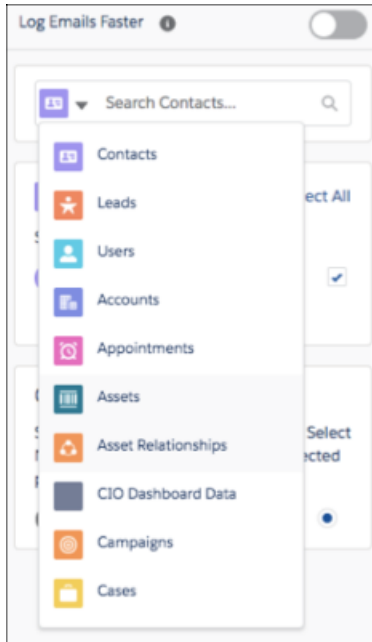 Log Emails Faster
Search Contacts...
Contacts
Leads
ect All
Users
Accounts
Appointments
Assets
Asset Relationships
Select
ected
CIO Dashboard Data
Campaigns
Cases